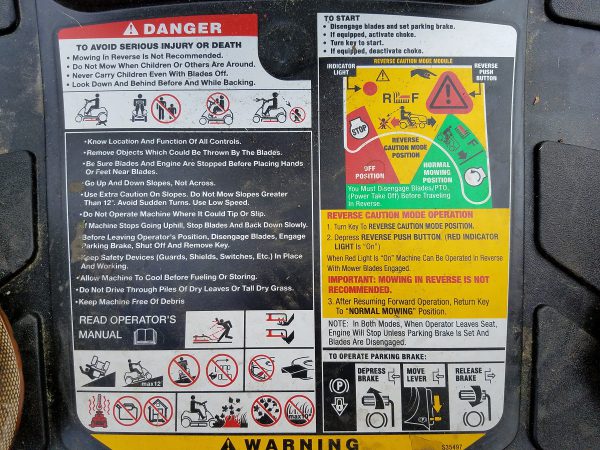 DANGER
TO AVOID SERIOUS INJURY OR DEATH
• Mowing in Reverse is Not Recommended.
• Do Not Mow When Children Or Others Are Around.
• Never Carry Children Even With Blades Off.
• Look Down And Behind Before And While Backing.
• Know Location And Function Of All Controls.
• Remove Objects Which Could Be Thrown By The Blades.
• Be Sure Blades And Engine Are Stopped Before Placing Hands
Or Feet Near Blades.
• Go Up And Down Slopes, Not Across.
• Use Extra Caution On Slopes. Do Not Mow Slopes Greater
Than 12°. Avoid Sudden Turns. Use Low Speed.
• Do Not Operate Machine Where It Could Tip Or Slip.
If Machine Stops Going Uphill, Stop Blades And Back Down Slowly.
Before Leaving Operator's Position, Disengage Blades, Engage
Parking Brake, Shut Off And Remove Key.
Keep Safety Devices (Guards, Shields, Switches, Etc.) In Place
And Working.
• Allow Machine To Cool Before Fueling Or Storing.
• Do Not Drive Through Piles Of Dry Leaves Or Tall Dry Grass.
• Keep Machine Free Of Debris
READ OPERATOR'S
MANUAL
max12°
WARNING
TO START
• Disengage blades and set parking brake.
• If equipped, activate choke.
• Turn key to start.
• If equipped, deactivate choke.
REVERSE CAUTION MODE MODULE
INDICATOR
LIGHT
REVERSE
PUSH
BUTTON
R F
STOP
REVERSE
CAUTION MODE
POSITION
OFF
POSITION
NORMAL
MOWING
POSITION
You Must Disengage Blades/PTO.
(Power Take Off) Before Traveling
In Reverse.
REVERSE CAUTION MODE OPERATION
1. Turn Key To REVERSE CAUTION MODE POSITION.
2. Depress REVERSE PUSH BUTTON (RED INDICATOR
LIGHT Is "On")
When Red Light Is "On" Machine Can Be Operated In Reverse
With Mower Blades Engaged.
IMPORTANT: MOWING IN REVERSE IS NOT
RECOMMENDED.
3. After Resuming Forward Operation, Return Key
To "NORMAL MOWING" Position.
NOTE: In Both Modes, When Operator Leaves Seat,
Engine Will Stop Unless Parking Brake Is Set And
Blades Are Disengaged.
TO OPERATE PARKING BRAKE:
P
DEPRESS
BRAKE
MOVE
LEVER
RELEASE
BRAKE
S35497